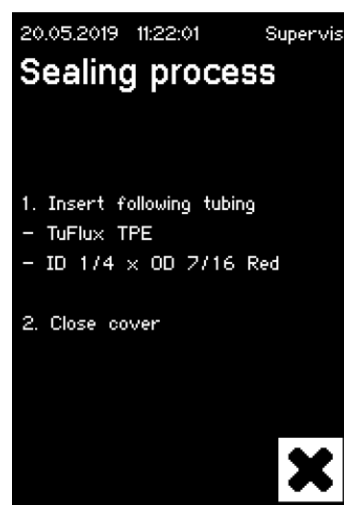 20.05.2019 11:22:01 Supervis
Sealing process
1. Insert following tubing
- TuFlux TPE
- ID 1/4 x OD 7/16 Red
2. Close cover